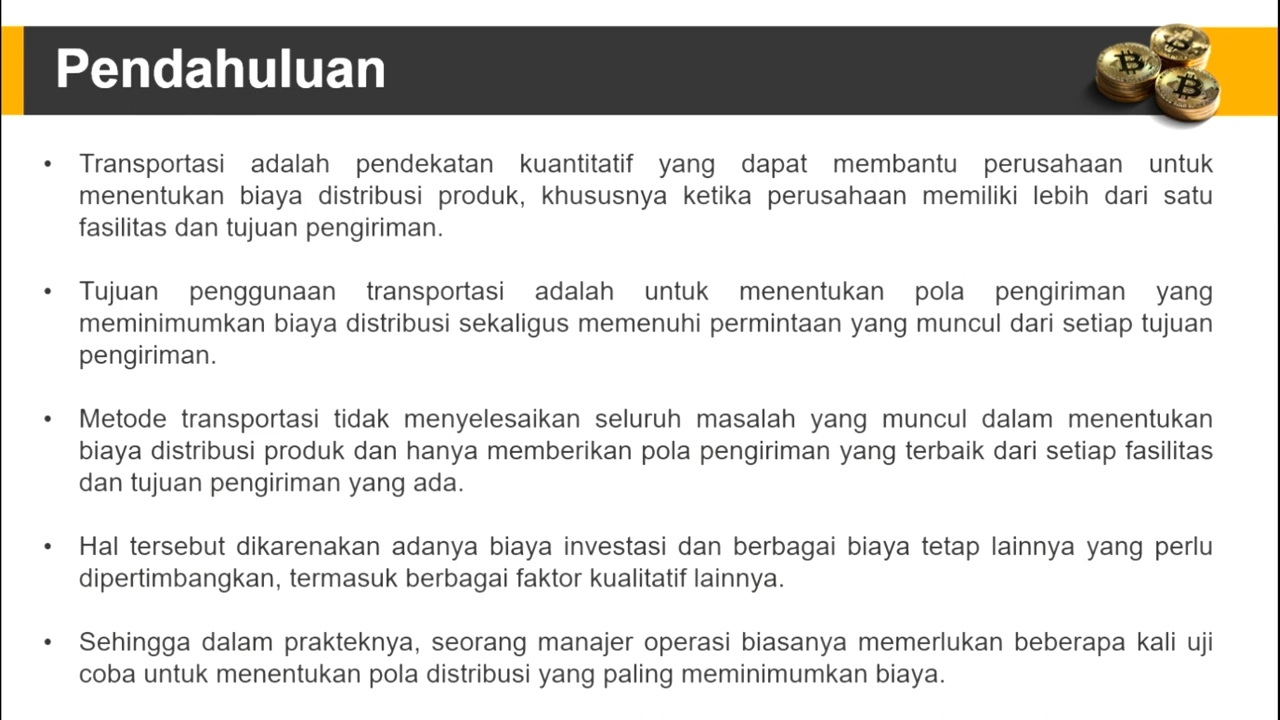 Pendahuluan
• Transportasi adalah pendekatan kuantitatif yang dapat membantu perusahaan untuk
menentukan biaya distribusi produk, khususnya ketika perusahaan memiliki lebih dari satu
fasilitas dan tujuan pengiriman.
• Tujuan penggunaan transportasi adalah untuk menentukan pola pengiriman yang
meminimumkan biaya distribusi sekaligus memenuhi permintaan yang muncul dari setiap tujuan
pengiriman.
• Metode transportasi tidak menyelesaikan seluruh masalah yang muncul dalam menentukan
biaya distribusi produk dan hanya memberikan pola pengiriman yang terbaik dari setiap fasilitas
dan tujuan pengiriman yang ada.
• Hal tersebut dikarenakan adanya biaya investasi dan berbagai biaya tetap lainnya yang perlu
dipertimbangkan, termasuk berbagai faktor kualitatif lainnya.
• Sehingga dalam prakteknya, seorang manajer operasi biasanya memerlukan beberapa kali uji
coba untuk menentukan pola distribusi yang paling meminimumkan biaya.